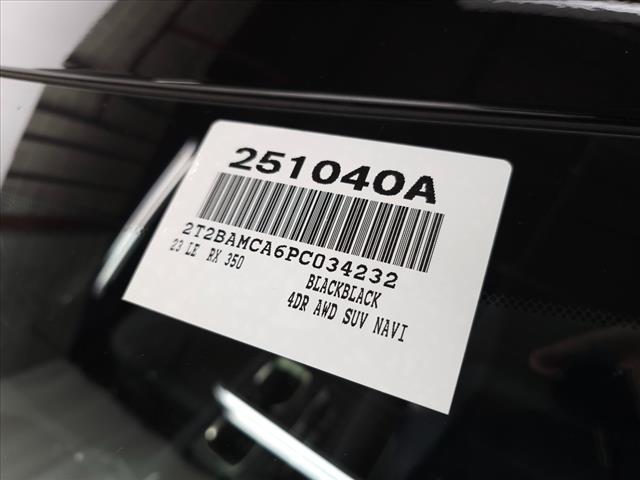 251040A
2T2BAMCA6PC034232
23 LE RX 350
BLACKBLACK
4DR AWD SUV NAVI